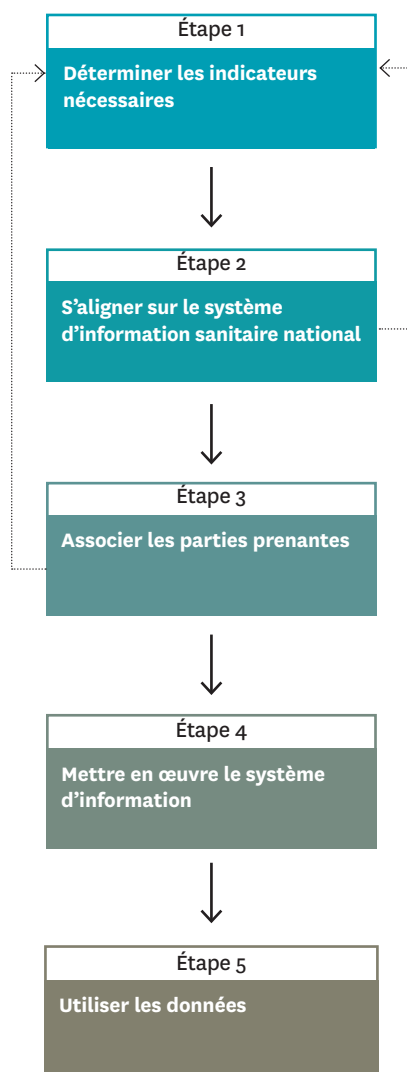 Étape 1
Déterminer les indicateurs
nécessaires
Étape 2
S’aligner sur le système
d’information sanitaire national
Étape 3
Associer les parties prenantes
Étape 4
Mettre en œuvre le système
d’information
Étape 5
Utiliser les données